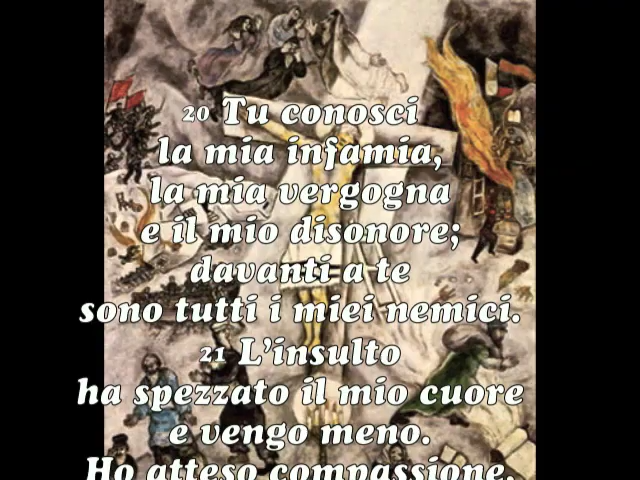 20 Tu conosci
la mia infamia,
la mia vergogna
e il mio disonore;
davanti a te
sono tutti i miei nemici.
21 L'insulto
ha spezzato il mio cuore
e vengo meno.
Ho atteso compassione,